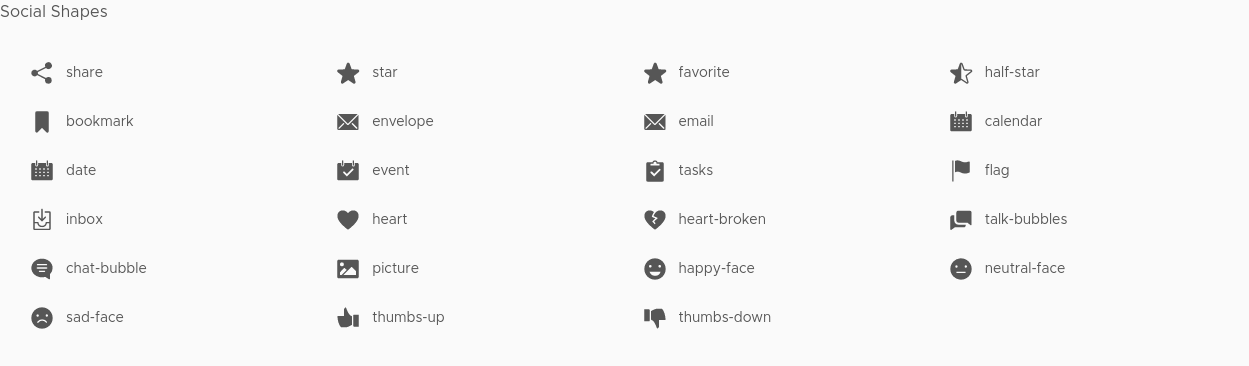 Social Shapes
share star favorite half-star
bookmark envelope email calendar
date event tasks flag
inbox heart heart-broken talk-bubbles
chat-bubble picture happy-face neutral-face
sad-face thumbs-up thumbs-down